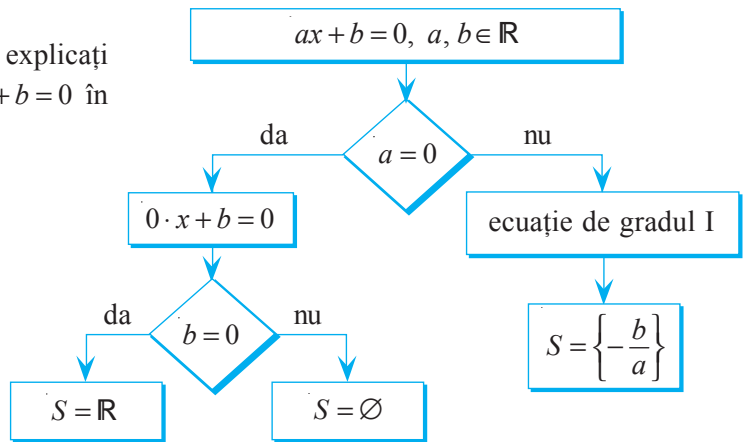 explicați
+ b = 0 în
ax + b = 0, a, b ∈ ℝ
da
a = 0
nu
0 · x + b = 0
ecuație de gradul I
da
b = 0
nu
S = {−b/a}
S = ℝ
S = ∅